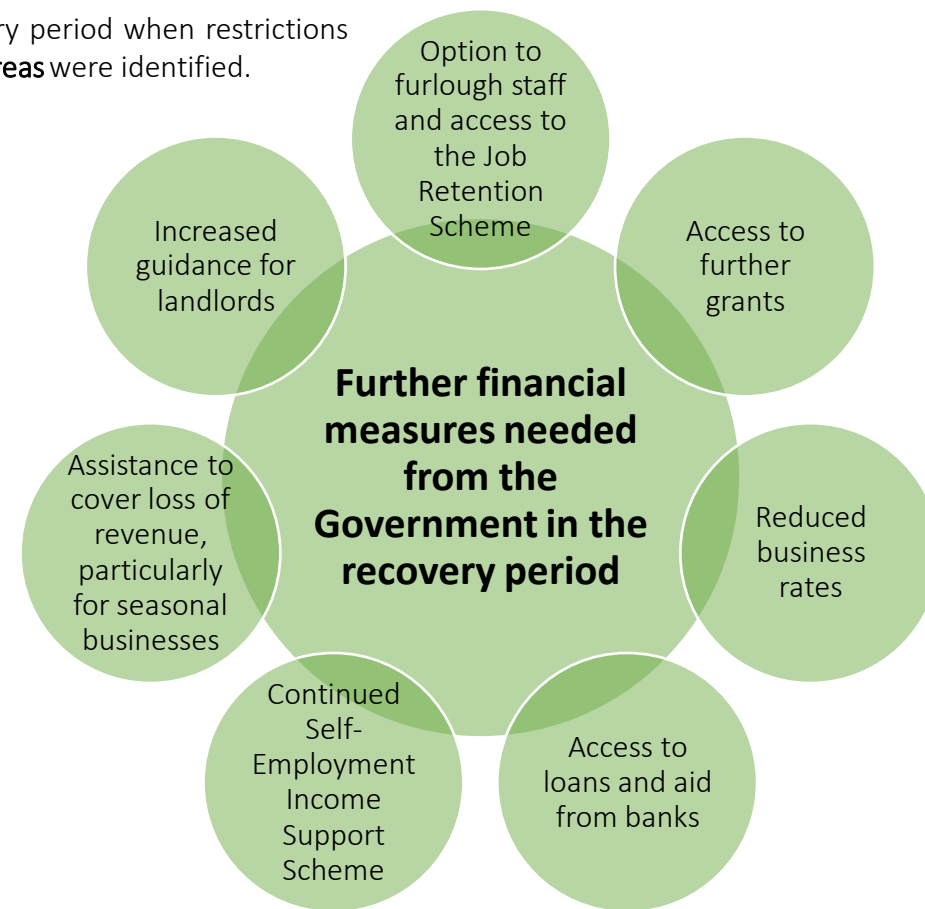 ry period when restrictions
reas were identified.
Option to
furlough staff
and access to
the Job
Retention
Scheme
Access to
further
grants
Reduced
business
rates
Access to
loans and aid
from banks
Continued
Self-
Employment
Income
Support
Scheme
Assistance to
cover loss of
revenue,
particularly
for seasonal
businesses
Increased
guidance for
landlords
Further financial
measures needed
from the
Government in the
recovery period